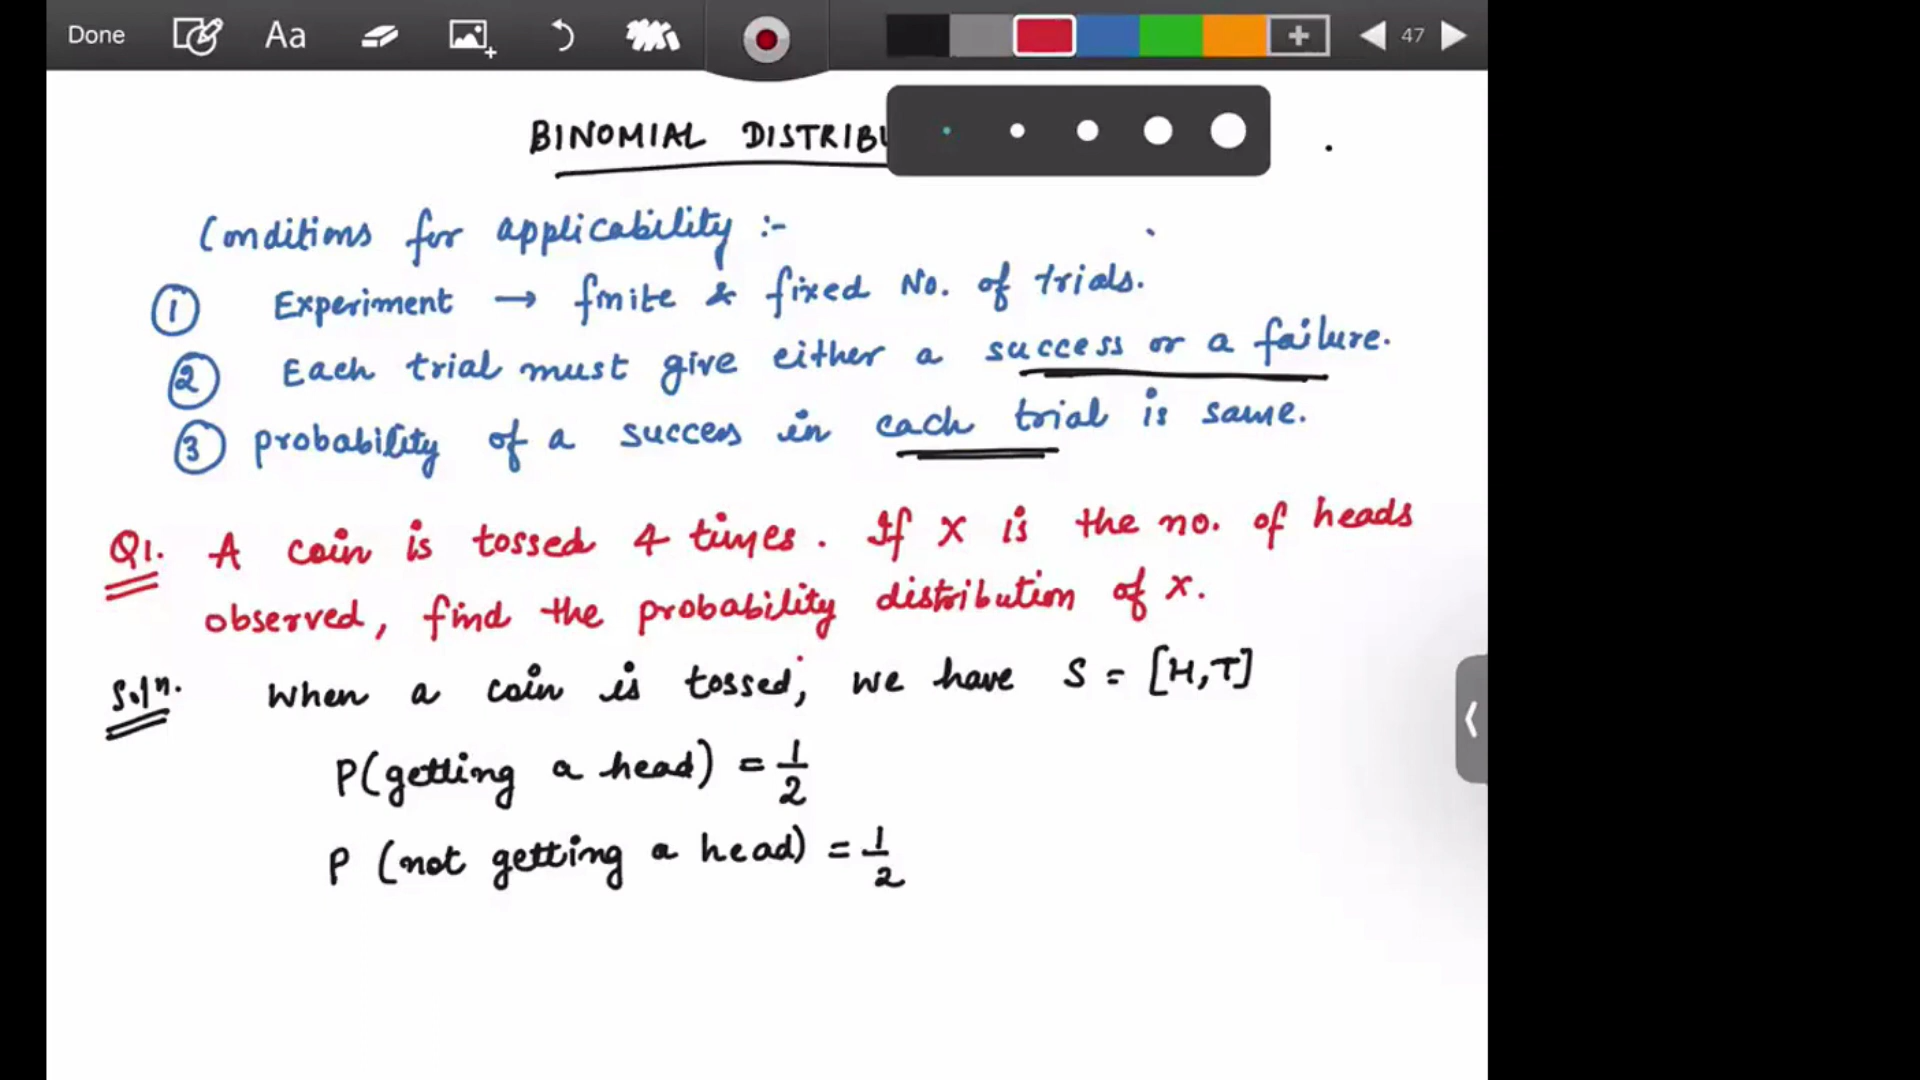 Done Aa 47
BINOMIAL DISTRIBU
Conditions for applicability :-
① Experiment → finite & fixed No. of trials.
② Each trial must give either a success or a failure.
③ probability of a success in each trial is same.
Q1. A coin is tossed 4 times. If X is the no. of heads
observed, find the probability distribution of x.
Soln. When a coin is tossed, we have S = [H,T]
P(getting a head) = 1/2
P (not getting a head) = 1/2